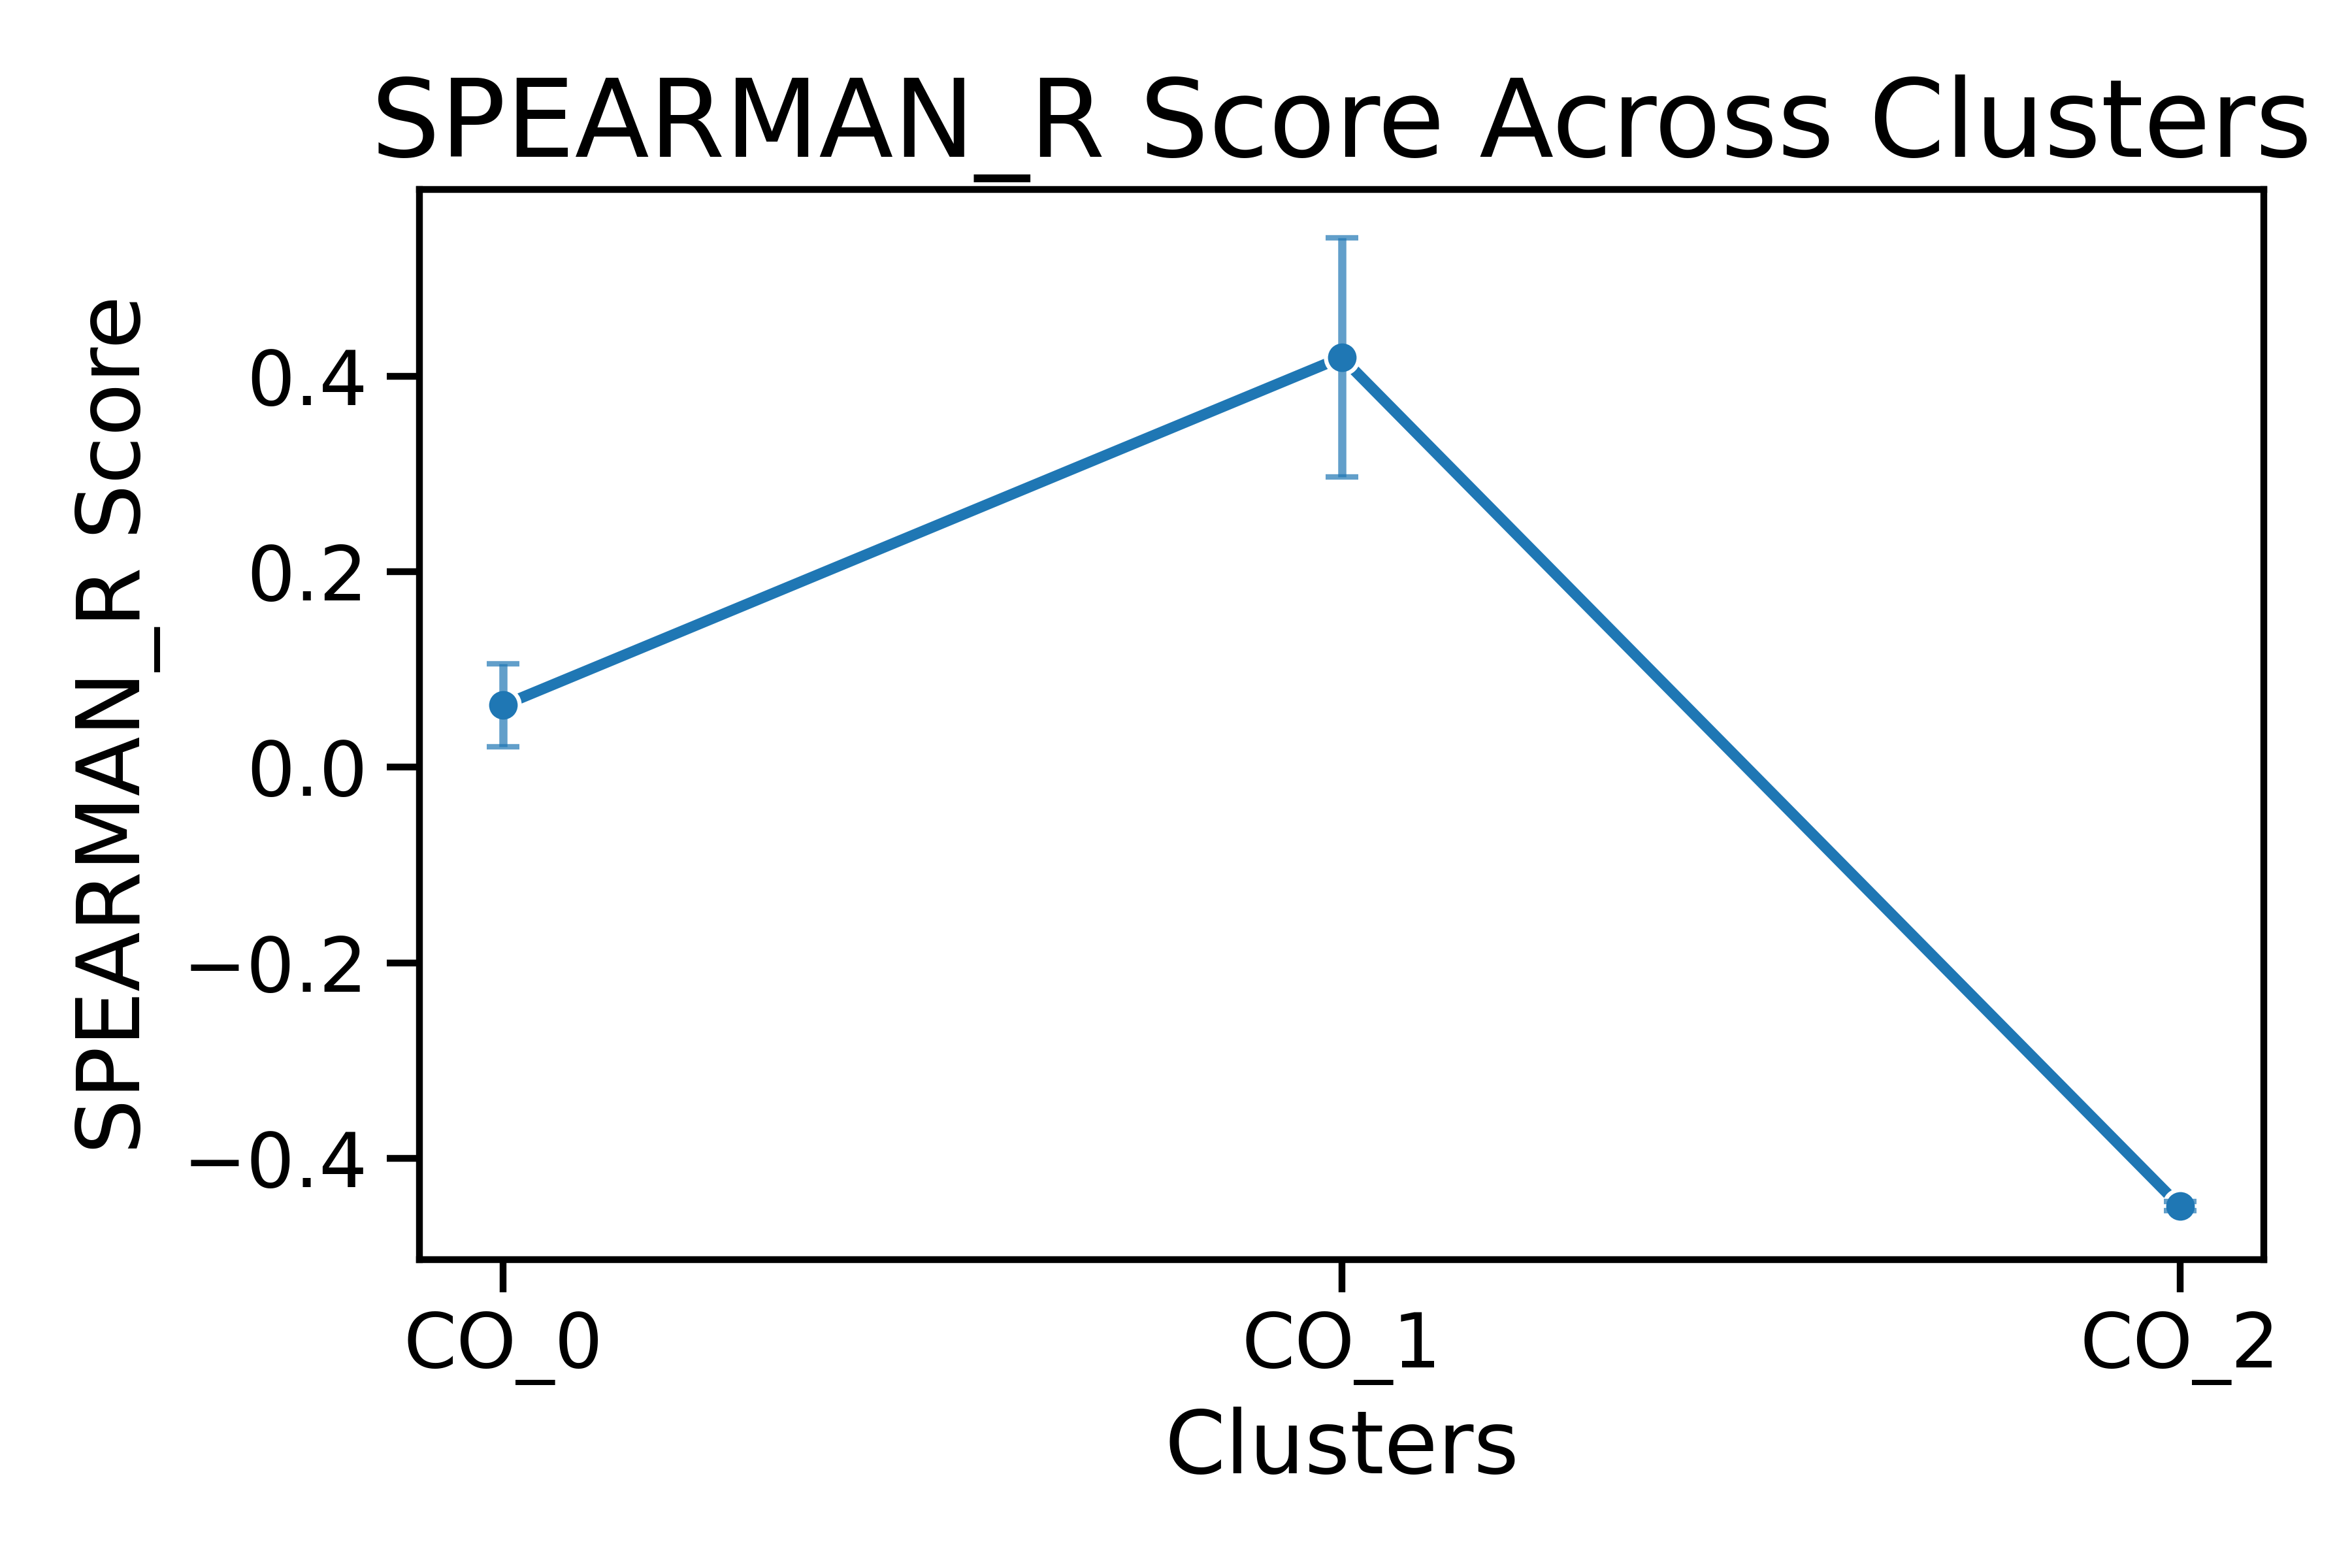 SPEARMAN_R Score Across Clusters
SPEARMAN_R Score
0.4
0.2
0.0
−0.2
−0.4
CO_0 CO_1 CO_2
Clusters